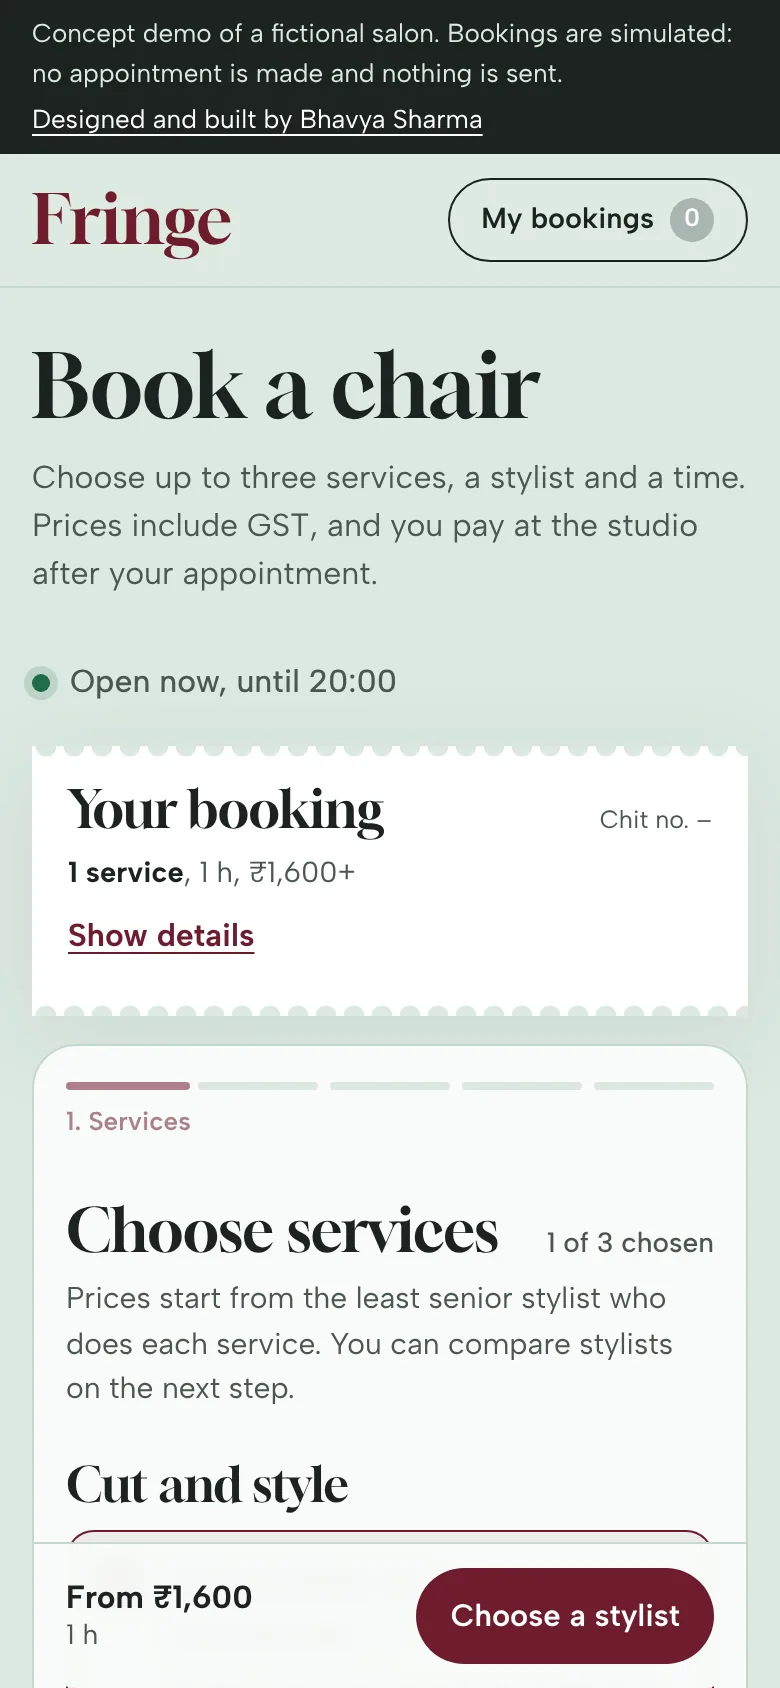 Concept demo of a fictional salon. Bookings are simulated:
no appointment is made and nothing is sent.
Designed and built by Bhavya Sharma
Fringe
My bookings 0
Book a chair
Choose up to three services, a stylist and a time.
Prices include GST, and you pay at the studio
after your appointment.
Open now, until 20:00
Your booking
Chit no. –
1 service, 1 h, ₹1,600+
Show details
1. Services
Choose services
1 of 3 chosen
Prices start from the least senior stylist who
does each service. You can compare stylists
on the next step.
Cut and style
From ₹1,600
1 h
Choose a stylist